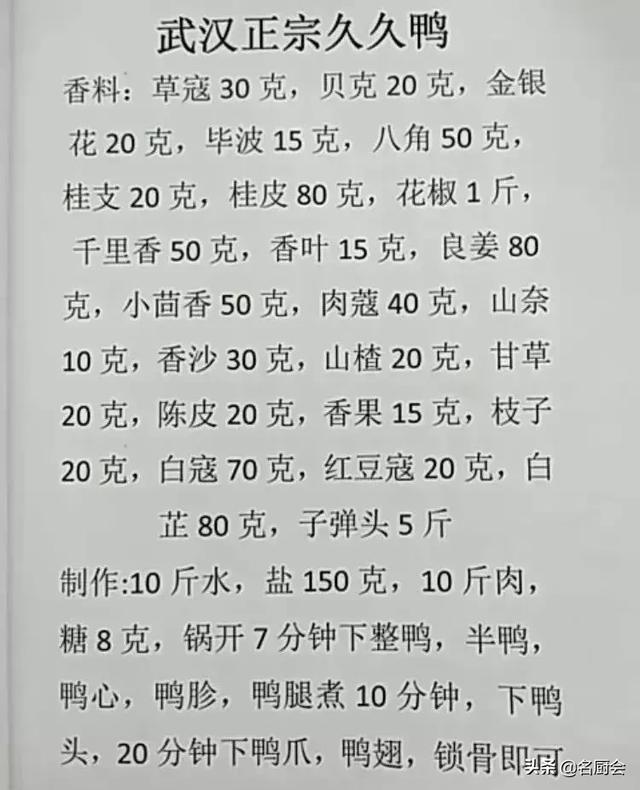 武汉正宗久久鸭
香料：草寇 30 克，贝克 20 克，金银
花 20 克，毕波 15 克，八角 50 克，
桂支 20 克，桂皮 80 克，花椒 1 斤，
千里香 50 克，香叶 15 克，良姜 80
克，小茴香 50 克，肉蔻 40 克，山奈
10 克，香沙 30 克，山楂 20 克，甘草
20 克，陈皮 20 克，香果 15 克，枝子
20 克，白寇 70 克，红豆寇 20 克，白
芷 80 克，子弹头 5 斤
制作:10 斤水，盐 150 克，10 斤肉，
糖 8 克，锅开 7 分钟下整鸭，半鸭，
鸭心，鸭胗，鸭腿煮 10 分钟，下鸭
头，20 分钟下鸭爪，鸭翅，锁骨即可
头条 @名厨会